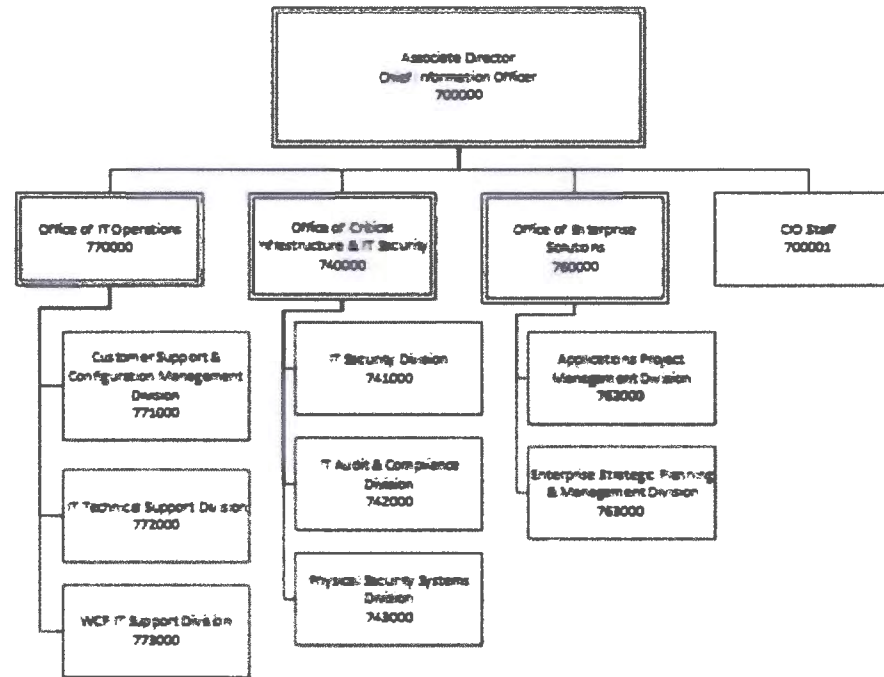 Associate Director
Chief Information Officer
700000
Office of IT Operations
770000
Office of Critical
Infrastructure & IT Security
740000
Office of Enterprise
Solutions
760000
CIO Staff
700001
Customer Support &
Configuration Management
Division
771000
IT Security Division
741000
Applications Project
Management Division
762000
IT Technical Support Division
772000
IT Audit & Compliance
Division
742000
Enterprise Strategic Planning
& Management Division
763000
WCF IT Support Division
773000
Physical Security Systems
Division
743000